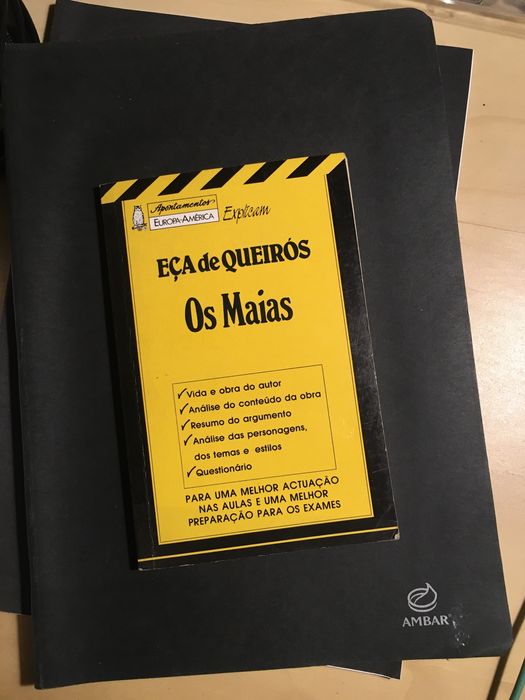 Apontamentos
EUROPA-AMÉRICA
Explicam
EÇA de QUEIRÓS
Os Maias
✓Vida e obra do autor
✓Análise do conteúdo da obra
✓Resumo do argumento
✓Análise das personagens,
dos temas e estilos
✓Questionário
PARA UMA MELHOR ACTUAÇÃO
NAS AULAS E UMA MELHOR
PREPARAÇÃO PARA OS EXAMES
AMBAR®